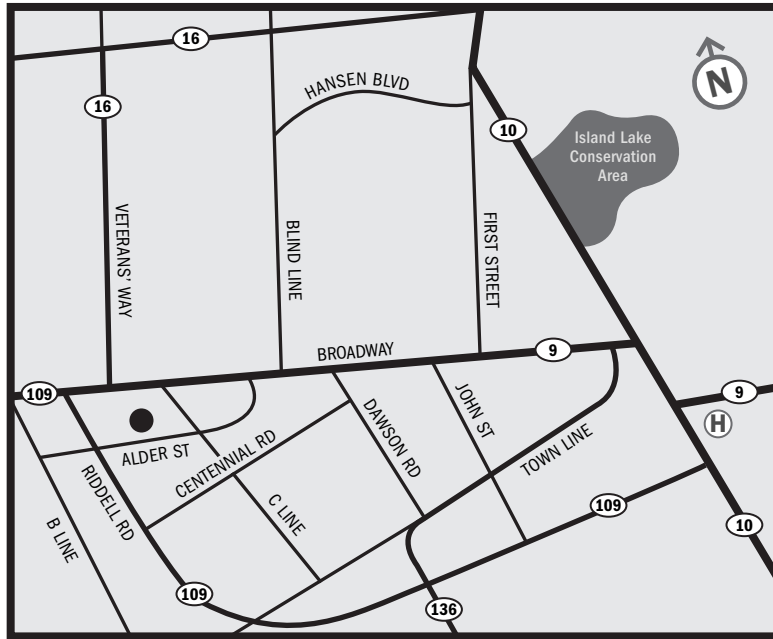 16
HANSEN BLVD
N
16
10
Island Lake
Conservation
Area
VETERANS' WAY
BLIND LINE
FIRST STREET
BROADWAY
9
109
9
H
JOHN ST
DAWSON RD
TOWN LINE
ALDER ST
CENTENNIAL RD
RIDDELL RD
C LINE
B LINE
109
10
109
136